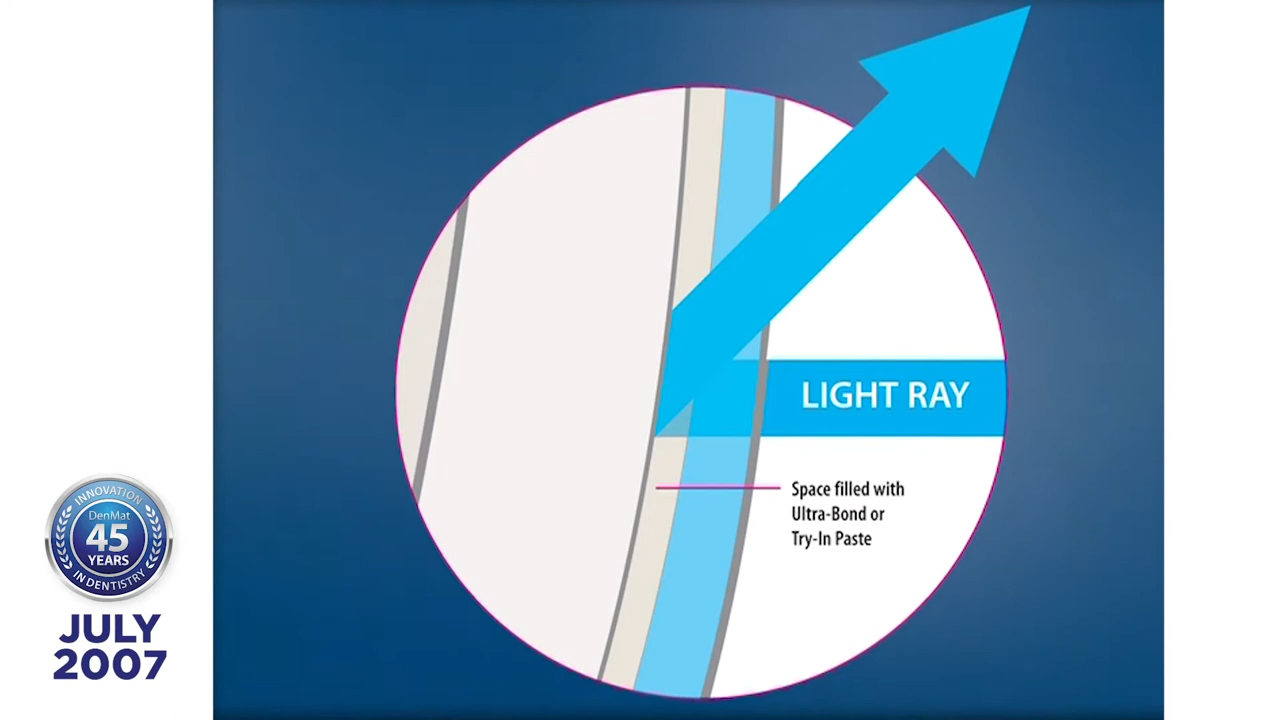 LIGHT RAY
Space filled with
Ultra-Bond or
Try-In Paste
INNOVATION
DenMat
45
YEARS
IN DENTISTRY
JULY
2007